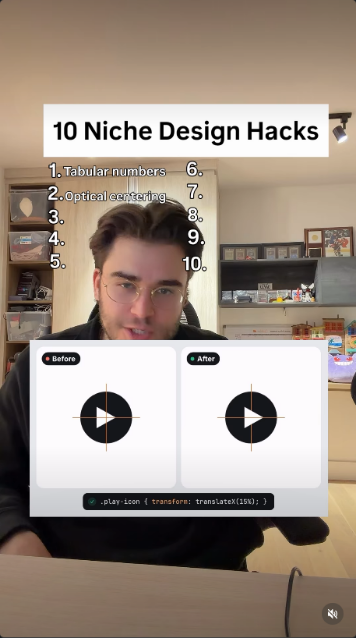 10 Niche Design Hacks
1. Tabular numbers
2. Optical centering
3.
4.
5.
6.
7.
8.
9.
10.
Before
After
.play-icon { transform: translateX(15%); }